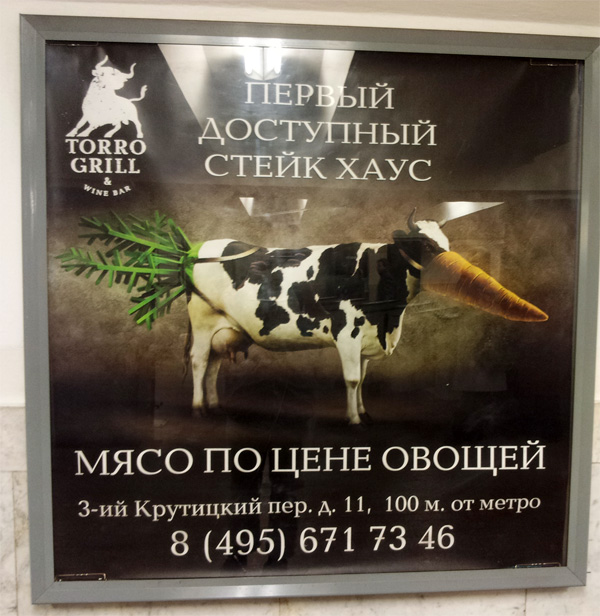 TORRO
GRILL
&
WINE BAR
ПЕРВЫЙ
ДОСТУПНЫЙ
СТЕЙК ХАУС
МЯСО ПО ЦЕНЕ ОВОЩЕЙ
3-ий Крутицкий пер. д. 11, 100 м. от метро
8 (495) 671 73 46